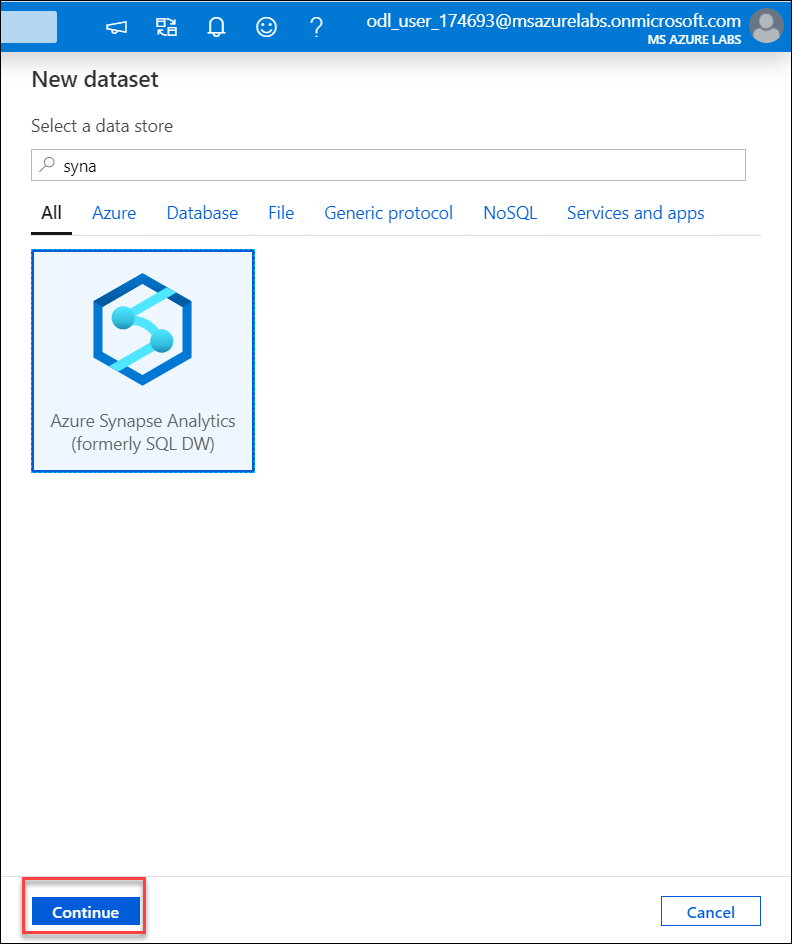 odl_user_174693@msazurelabs.onmicrosoft.com
MS AZURE LABS
New dataset
Select a data store
syna
All Azure Database File Generic protocol NoSQL Services and apps
Azure Synapse Analytics
(formerly SQL DW)
Continue Cancel